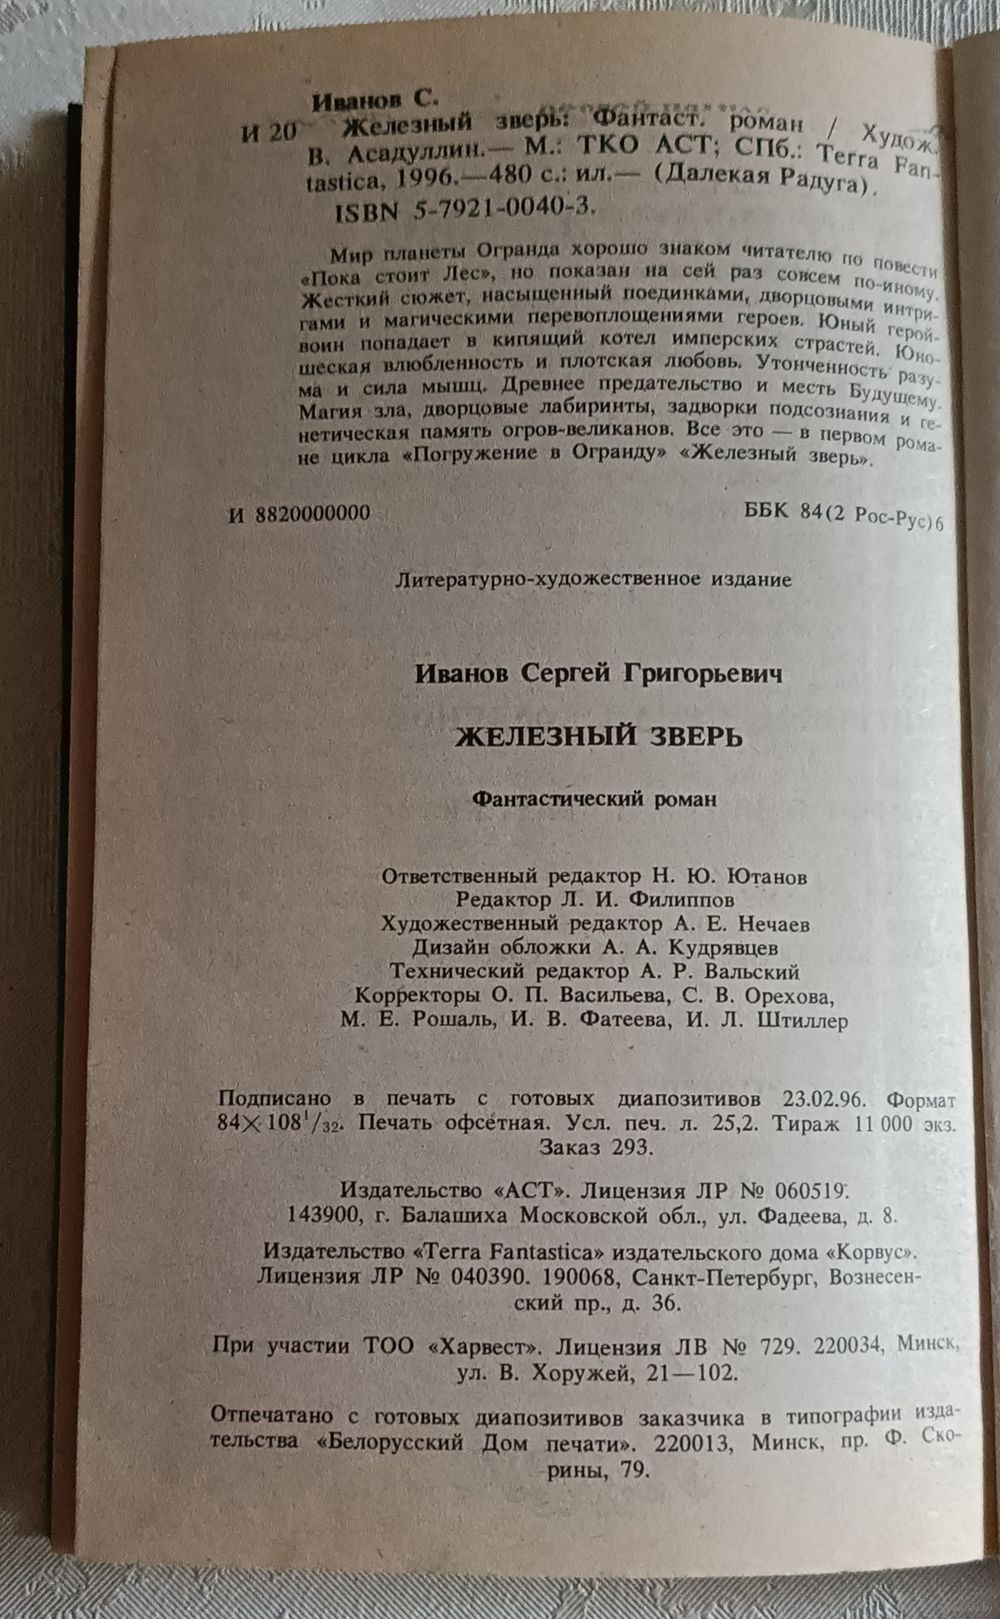 Иванов С.
И 20 Железный зверь: Фантаст. роман / Худож.
В. Асадуллин.— М.: ТКО АСТ; СПб.: Terra Fan-
tastica, 1996.—480 с.: ил.— (Далекая Радуга).
ISBN 5-7921-0040-3.
Мир планеты Огранда хорошо знаком читателю по повести
«Пока стоит Лес», но показан на сей раз совсем по-иному.
Жесткий сюжет, насыщенный поединками, дворцовыми интри-
гами и магическими перевоплощениями героев. Юный герой-
воин попадает в кипящий котел имперских страстей. Юно-
шеская влюбленность и плотская любовь. Утонченность разу-
ма и сила мышц. Древнее предательство и месть Будущему.
Магия зла, дворцовые лабиринты, задворки подсознания и ге-
нетическая память огров-великанов. Все это — в первом рома-
не цикла «Погружение в Огранду» «Железный зверь».
И 8820000000 ББК 84(2 Рос-Рус)6
Литературно-художественное издание
Иванов Сергей Григорьевич
ЖЕЛЕЗНЫЙ ЗВЕРЬ
Фантастический роман
Ответственный редактор Н. Ю. Ютанов
Редактор Л. И. Филиппов
Художественный редактор А. Е. Нечаев
Дизайн обложки А. А. Кудрявцев
Технический редактор А. Р. Вальский
Корректоры О. П. Васильева, С. В. Орехова,
М. Е. Рошаль, И. В. Фатеева, И. Л. Штиллер
Подписано в печать с готовых диапозитивов 23.02.96. Формат
84×108 1/32. Печать офсетная. Усл. печ. л. 25,2. Тираж 11 000 экз.
Заказ 293.
Издательство «АСТ». Лицензия ЛР № 060519.
143900, г. Балашиха Московской обл., ул. Фадеева, д. 8.
Издательство «Terra Fantastica» издательского дома «Корвус».
Лицензия ЛР № 040390. 190068, Санкт-Петербург, Вознесен-
ский пр., д. 36.
При участии ТОО «Харвест». Лицензия ЛВ № 729. 220034, Минск,
ул. В. Хоружей, 21—102.
Отпечатано с готовых диапозитивов заказчика в типографии изда-
тельства «Белорусский Дом печати». 220013, Минск, пр. Ф. Ско-
рины, 79.